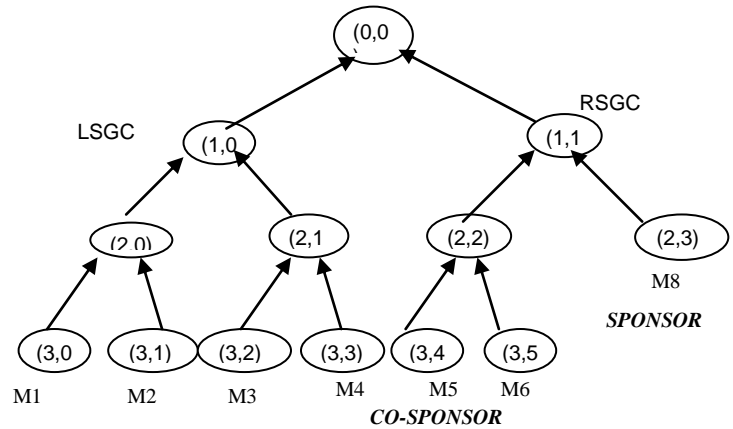 (0,0
)
RSGC
LSGC
(1,0
(1,1
(2,0)
(2,1
(2,2)
(2,3)
M8
SPONSOR
(3,0
(3,1)
(3,2)
(3,3)
(3,4
(3,5
M1
M2
M3
M4
M5
M6
CO-SPONSOR